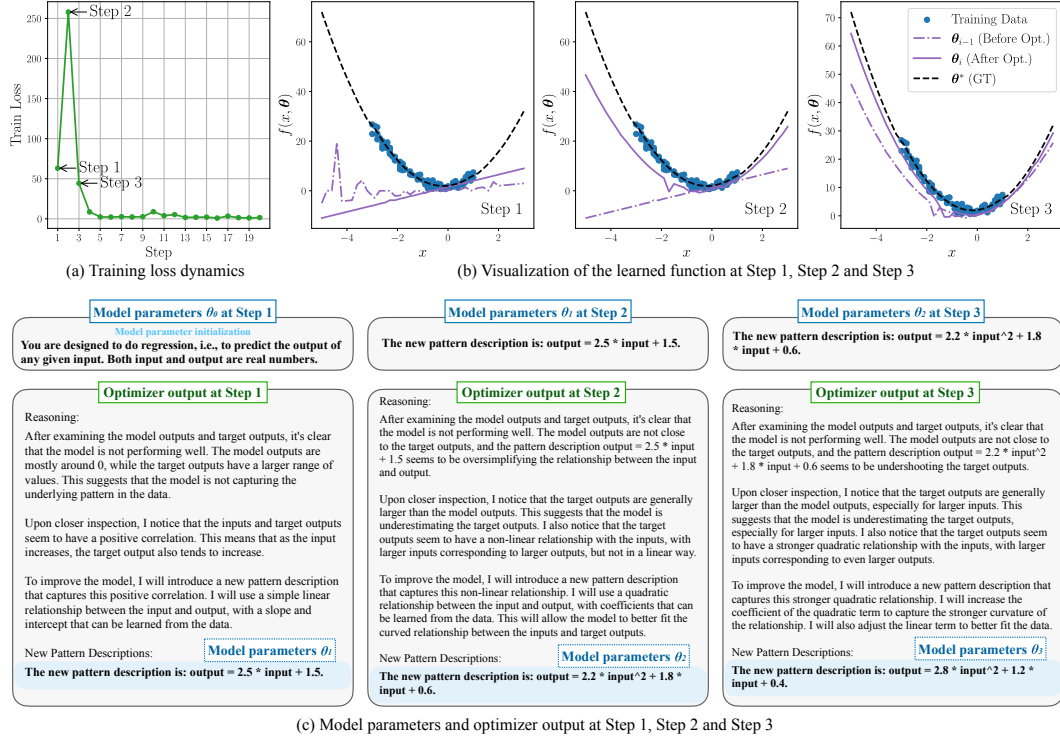 250
200
150
100
50
0
Train Loss
Step 2
Step 1
Step 3
1 3 5 7 9 11 13 15 17 19
Step
(a) Training loss dynamics
60
40
20
0
f(x, θ)
−4 −2 0 2
x
Step 1
60
40
20
0
f(x, θ)
−4 −2 0 2
x
Step 2
70
60
50
40
30
20
10
0
f(x, θ)
−4 −2 0 2
x
Step 3
Training Data
θᵢ₋₁ (Before Opt.)
θᵢ (After Opt.)
θ* (GT)
(b) Visualization of the learned function at Step 1, Step 2 and Step 3
Model parameters θ₀ at Step 1
Model parameter initialization
You are designed to do regression, i.e., to predict the output of
any given input. Both input and output are real numbers.
Model parameters θ₁ at Step 2
The new pattern description is: output = 2.5 * input + 1.5.
Model parameters θ₂ at Step 3
The new pattern description is: output = 2.2 * input^2 + 1.8
* input + 0.6.
Optimizer output at Step 1
Reasoning:
After examining the model outputs and target outputs, it's clear
that the model is not performing well. The model outputs are
mostly around 0, while the target outputs have a larger range of
values. This suggests that the model is not capturing the
underlying pattern in the data.
Upon closer inspection, I notice that the inputs and target outputs
seem to have a positive correlation. This means that as the input
increases, the target output also tends to increase.
To improve the model, I will introduce a new pattern description
that captures this positive correlation. I will use a simple linear
relationship between the input and output, with a slope and
intercept that can be learned from the data.
New Pattern Descriptions:
Model parameters θ₁
The new pattern description is: output = 2.5 * input + 1.5.
Optimizer output at Step 2
Reasoning:
After examining the model outputs and target outputs, it's clear that
the model is not performing well. The model outputs are not close
to the target outputs, and the pattern description output = 2.5 * input
+ 1.5 seems to be oversimplifying the relationship between the input
and output.
Upon closer inspection, I notice that the target outputs are generally
larger than the model outputs. This suggests that the model is
underestimating the target outputs. I also notice that the target
outputs seem to have a non-linear relationship with the inputs, with
larger inputs corresponding to larger outputs, but not in a linear way.
To improve the model, I will introduce a new pattern description
that captures this non-linear relationship. I will use a quadratic
relationship between the input and output, with coefficients that can
be learned from the data. This will allow the model to better fit the
curved relationship between the inputs and target outputs.
New Pattern Descriptions:
Model parameters θ₂
The new pattern description is: output = 2.2 * input^2 + 1.8 *
input + 0.6.
Optimizer output at Step 3
Reasoning:
After examining the model outputs and target outputs, it's clear that
the model is not performing well. The model outputs are not close to
the target outputs, and the pattern description output = 2.2 * input^2
+ 1.8 * input + 0.6 seems to be undershooting the target outputs.
Upon closer inspection, I notice that the target outputs are generally
larger than the model outputs, especially for larger inputs. This
suggests that the model is underestimating the target outputs,
especially for larger inputs. I also notice that the target outputs seem
to have a stronger quadratic relationship with the inputs, with larger
inputs corresponding to even larger outputs.
To improve the model, I will introduce a new pattern description that
captures this stronger quadratic relationship. I will increase the
coefficient of the quadratic term to capture the stronger curvature of
the relationship. I will also adjust the linear term to better fit the data.
New Pattern Descriptions:
Model parameters θ₃
The new pattern description is: output = 2.8 * input^2 + 1.2 *
input + 0.4.
(c) Model parameters and optimizer output at Step 1, Step 2 and Step 3